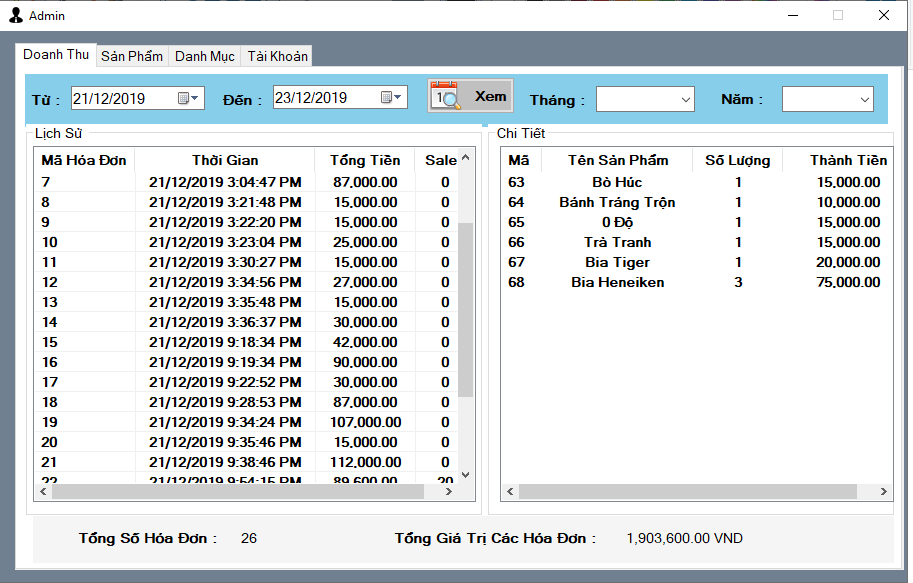 Admin
Doanh Thu Sản Phẩm Danh Mục Tài Khoản
Từ : 21/12/2019 Đến : 23/12/2019 Xem Tháng : Năm :
Lịch Sử
Mã Hóa Đơn Thời Gian Tổng Tiền Sale
7 21/12/2019 3:04:47 PM 87,000.00 0
8 21/12/2019 3:21:48 PM 15,000.00 0
9 21/12/2019 3:22:20 PM 15,000.00 0
10 21/12/2019 3:23:04 PM 25,000.00 0
11 21/12/2019 3:30:27 PM 15,000.00 0
12 21/12/2019 3:34:56 PM 27,000.00 0
13 21/12/2019 3:35:48 PM 15,000.00 0
14 21/12/2019 3:36:37 PM 30,000.00 0
15 21/12/2019 9:18:34 PM 42,000.00 0
16 21/12/2019 9:19:34 PM 90,000.00 0
17 21/12/2019 9:22:52 PM 30,000.00 0
18 21/12/2019 9:28:53 PM 87,000.00 0
19 21/12/2019 9:34:24 PM 107,000.00 0
20 21/12/2019 9:35:46 PM 15,000.00 0
21 21/12/2019 9:38:46 PM 112,000.00 0
22 21/12/2019 9:54:15 PM 89,600.00 20
Chi Tiết
Mã Tên Sản Phẩm Số Lượng Thành Tiền
63 Bò Húc 1 15,000.00
64 Bánh Tráng Trộn 1 10,000.00
65 0 Độ 1 15,000.00
66 Trà Tranh 1 15,000.00
67 Bia Tiger 1 20,000.00
68 Bia Heneiken 3 75,000.00
Tổng Số Hóa Đơn : 26 Tổng Giá Trị Các Hóa Đơn : 1,903,600.00 VND